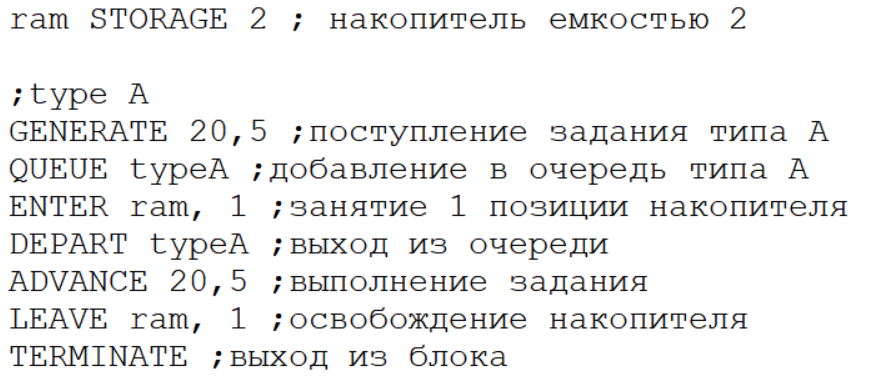 ram STORAGE 2 ; накопитель емкостью 2
;type A
GENERATE 20,5 ;поступление задания типа А
QUEUE typeA ;добавление в очередь типа А
ENTER ram, 1 ;занятие 1 позиции накопителя
DEPART typeA ;выход из очереди
ADVANCE 20,5 ;выполнение задания
LEAVE ram, 1 ;освобождение накопителя
TERMINATE ;выход из блока